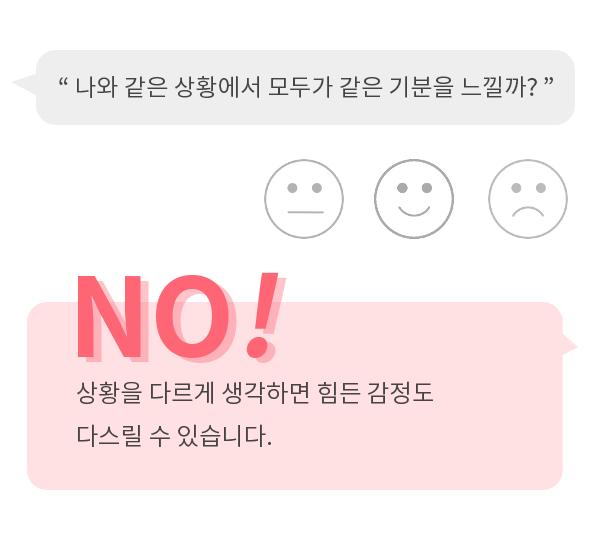 “ 나와 같은 상황에서 모두가 같은 기분을 느낄까? ”
NO!
상황을 다르게 생각하면 힘든 감정도
다스릴 수 있습니다.